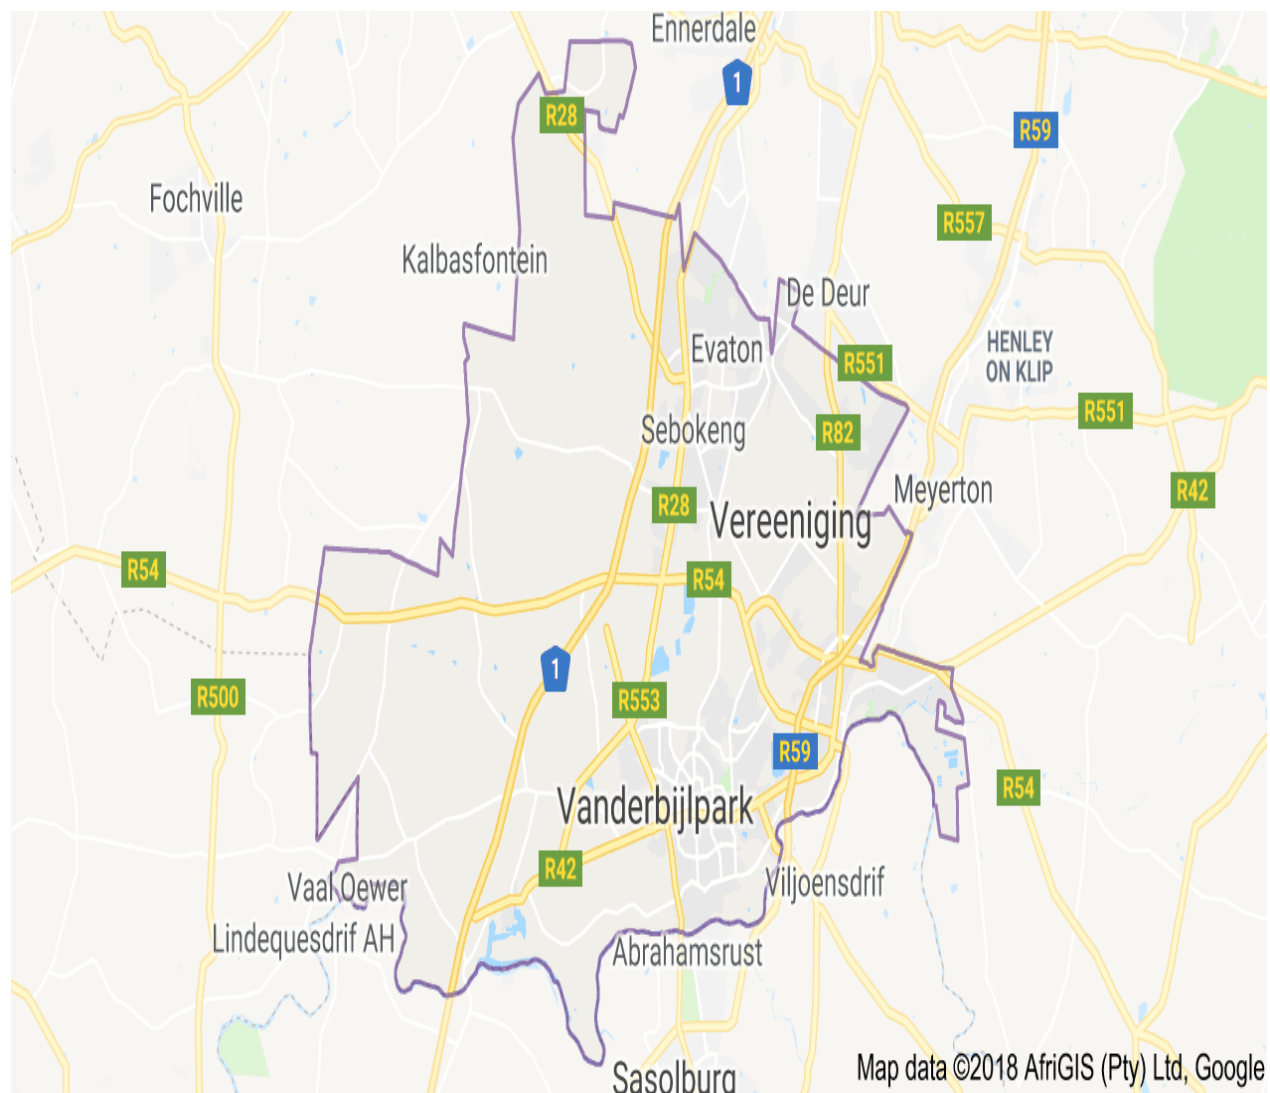 Ennerdale
1
R28
R59
Fochville
R557
Kalbasfontein
De Deur
Evaton
HENLEY
ON KLIP
R551
R551
Sebokeng
R82
Meyerton
R42
R28
Vereeniging
R54
R54
1
R500
R553
R59
R54
Vanderbijlpark
R42
Vaal Oewer
Viljoensdrif
Lindequesdrif AH
Abrahamsrust
Map data ©2018 AfriGIS (Pty) Ltd, Google
Sasolburg